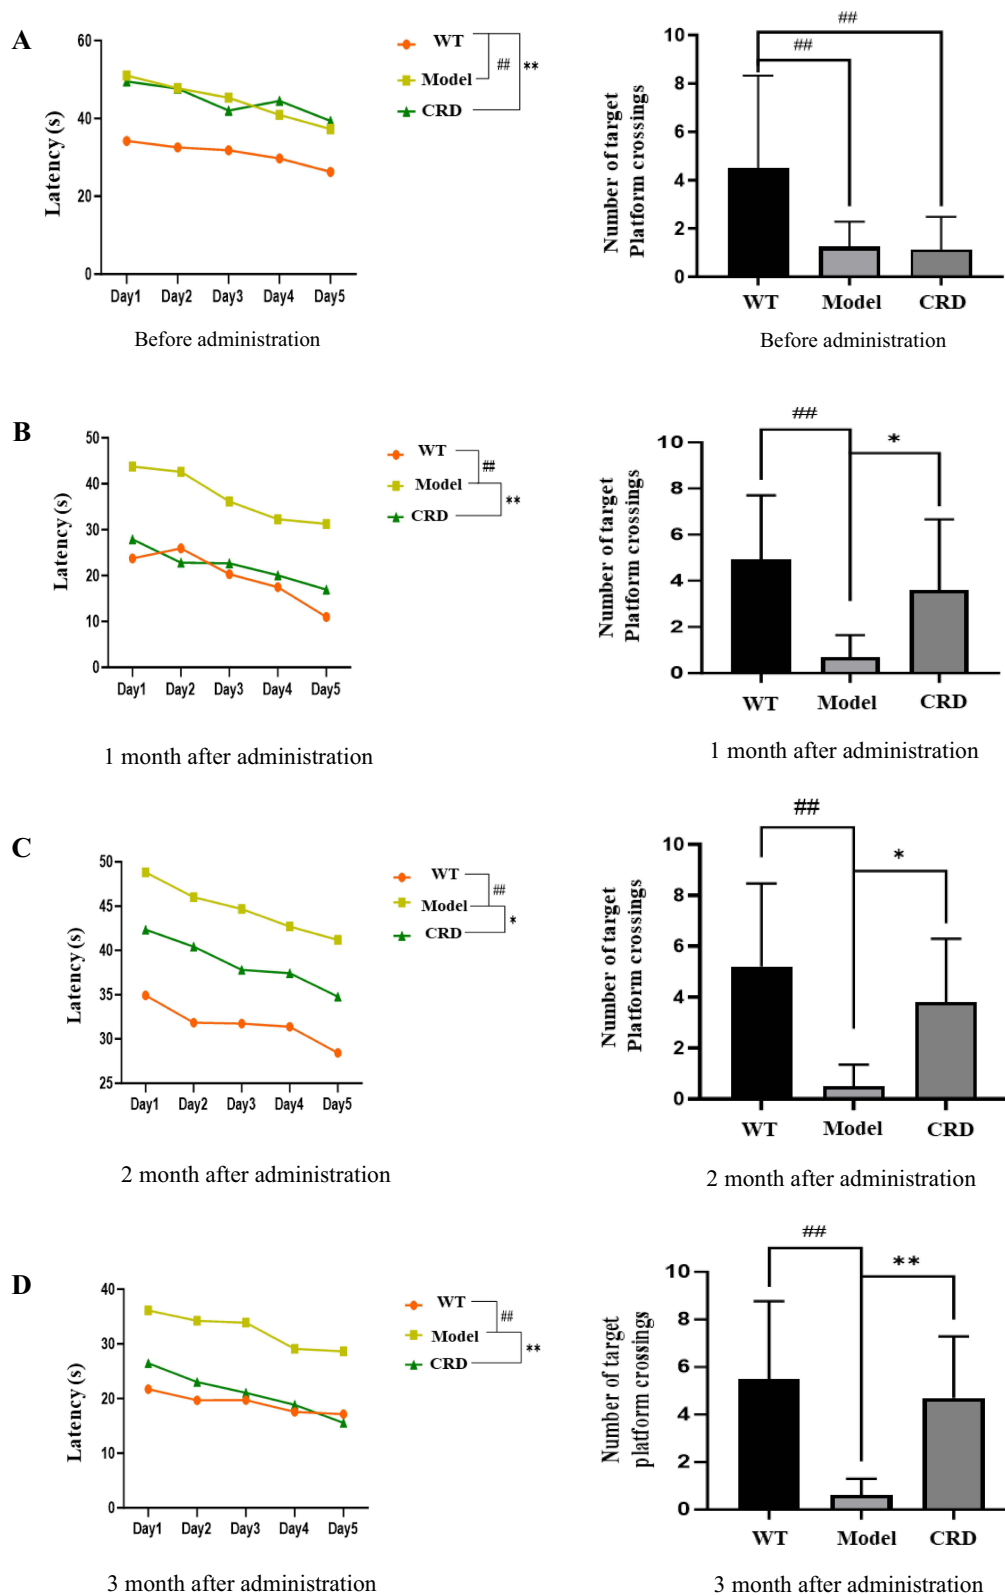 A
60
40
20
0
Latency (s)
Day1 Day2 Day3 Day4 Day5
Before administration
WT
Model
CRD
##
**
10
8
6
4
2
0
Number of target
Platform crossings
##
##
WT Model CRD
Before administration
B
50
40
30
20
10
0
Latency (s)
Day1 Day2 Day3 Day4 Day5
1 month after administration
WT
Model
CRD
##
**
10
8
6
4
2
0
Number of target
Platform crossings
##
*
WT Model CRD
1 month after administration
C
50
45
40
35
30
25
Latency (s)
Day1 Day2 Day3 Day4 Day5
2 month after administration
WT
Model
CRD
##
*
10
8
6
4
2
0
Number of target
Platform crossings
##
*
WT Model CRD
2 month after administration
D
40
30
20
10
0
Latency (s)
Day1 Day2 Day3 Day4 Day5
3 month after administration
WT
Model
CRD
##
**
10
8
6
4
2
0
Number of target
platform crossings
##
**
WT Model CRD
3 month after administration